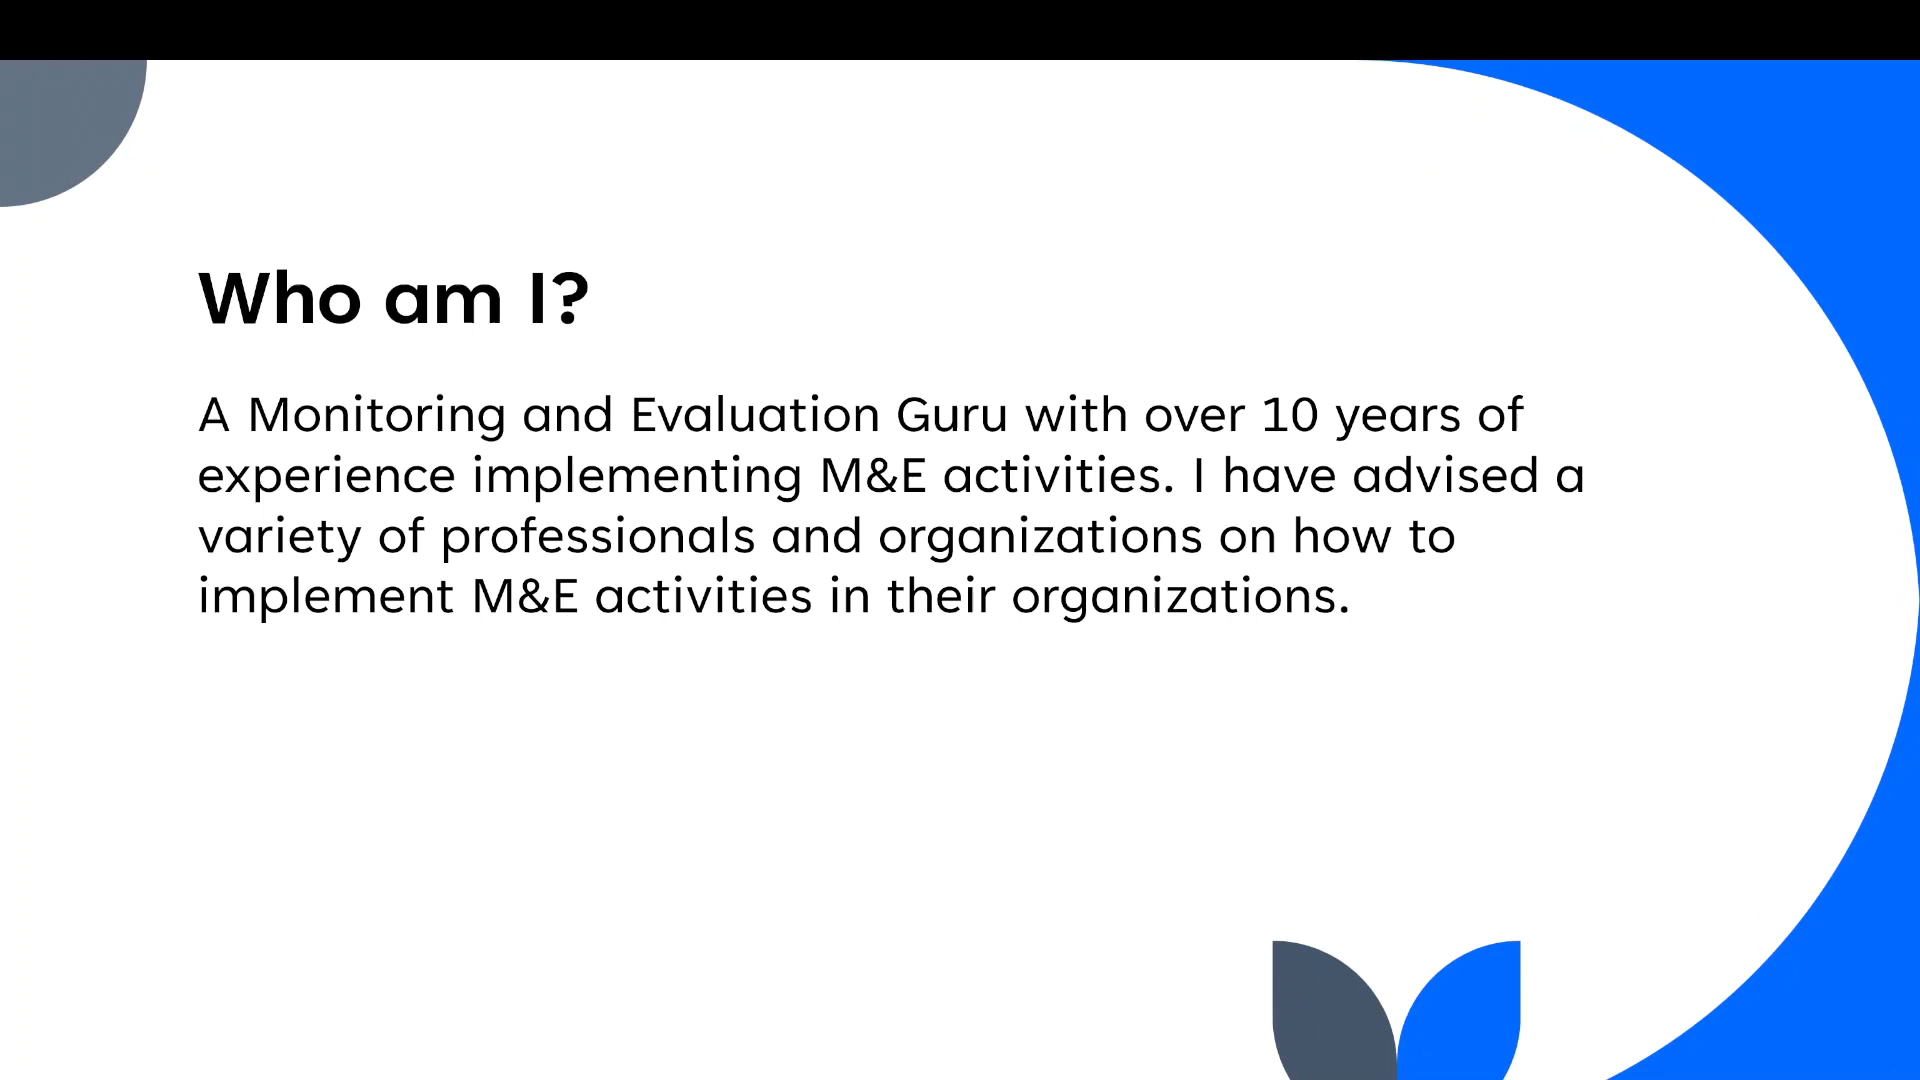 Who am I?
A Monitoring and Evaluation Guru with over 10 years of
experience implementing M&E activities. I have advised a
variety of professionals and organizations on how to
implement M&E activities in their organizations.